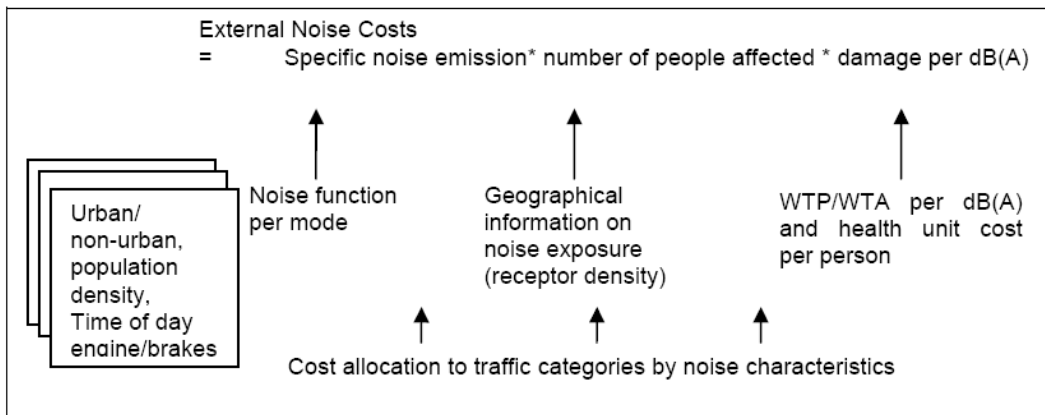 External Noise Costs
= Specific noise emission* number of people affected * damage per dB(A)
Noise function
per mode
Geographical
information on
noise exposure
(receptor density)
WTP/WTA per dB(A)
and health unit cost
per person
Urban/
non-urban,
population
density,
Time of day
engine/brakes
Cost allocation to traffic categories by noise characteristics